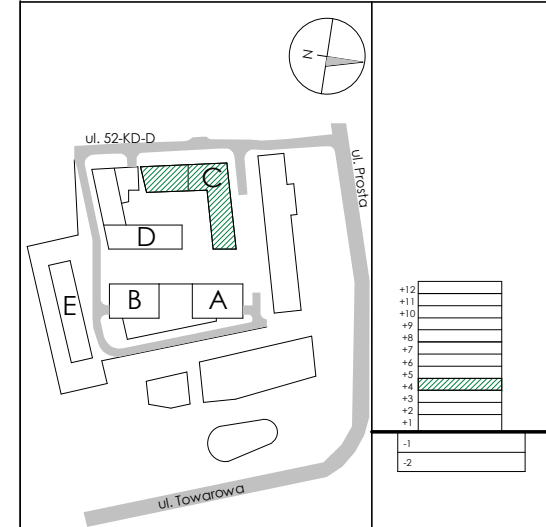 N
ul. 52-KD-D
ul. Prosta
C
D
E
B
A
ul. Towarowa
+12
+11
+10
+9
+8
+7
+6
+5
+4
+3
+2
+1
-1
-2